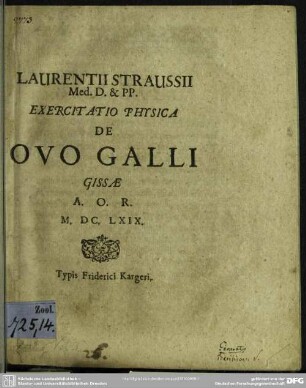 LAURENTII STRAUSSII
Med. D. & PP.
EXERCITATIO PHYSICA
DE
OVO GALLI
GISSÆ
A. O. R.
M. DC. LXIX.
Typis Friderici Kargeri.
Zool.
725,14.